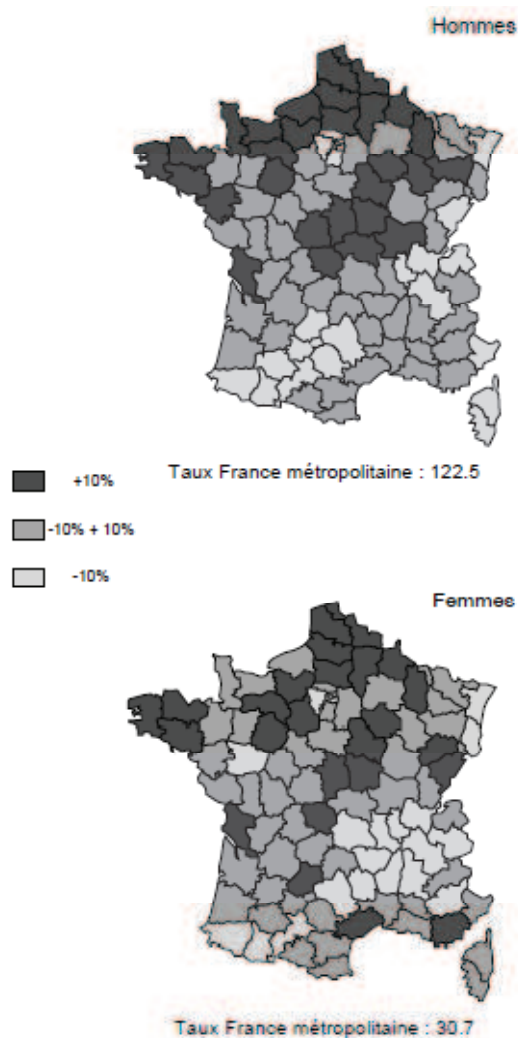 Hommes
Taux France métropolitaine : 122.5
+10%
-10% + 10%
-10%
Femmes
Taux France métropolitaine : 30.7